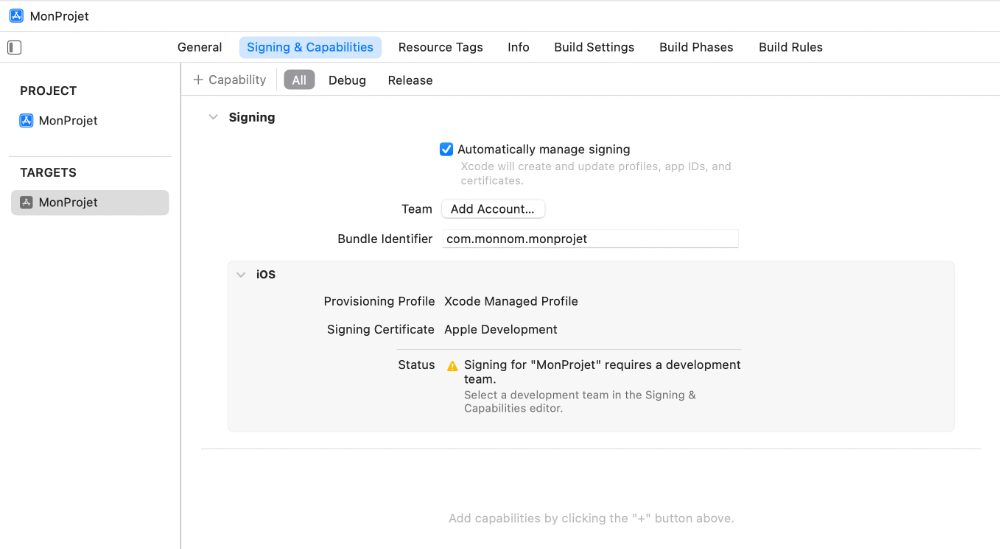 MonProjet
General Signing & Capabilities Resource Tags Info Build Settings Build Phases Build Rules
PROJECT
MonProjet
TARGETS
MonProjet
+ Capability All Debug Release
Signing
Automatically manage signing
Xcode will create and update profiles, app IDs, and
certificates.
Team Add Account...
Bundle Identifier com.monnom.monprojet
iOS
Provisioning Profile Xcode Managed Profile
Signing Certificate Apple Development
Status Signing for "MonProjet" requires a development
team.
Select a development team in the Signing &
Capabilities editor.
Add capabilities by clicking the "+" button above.